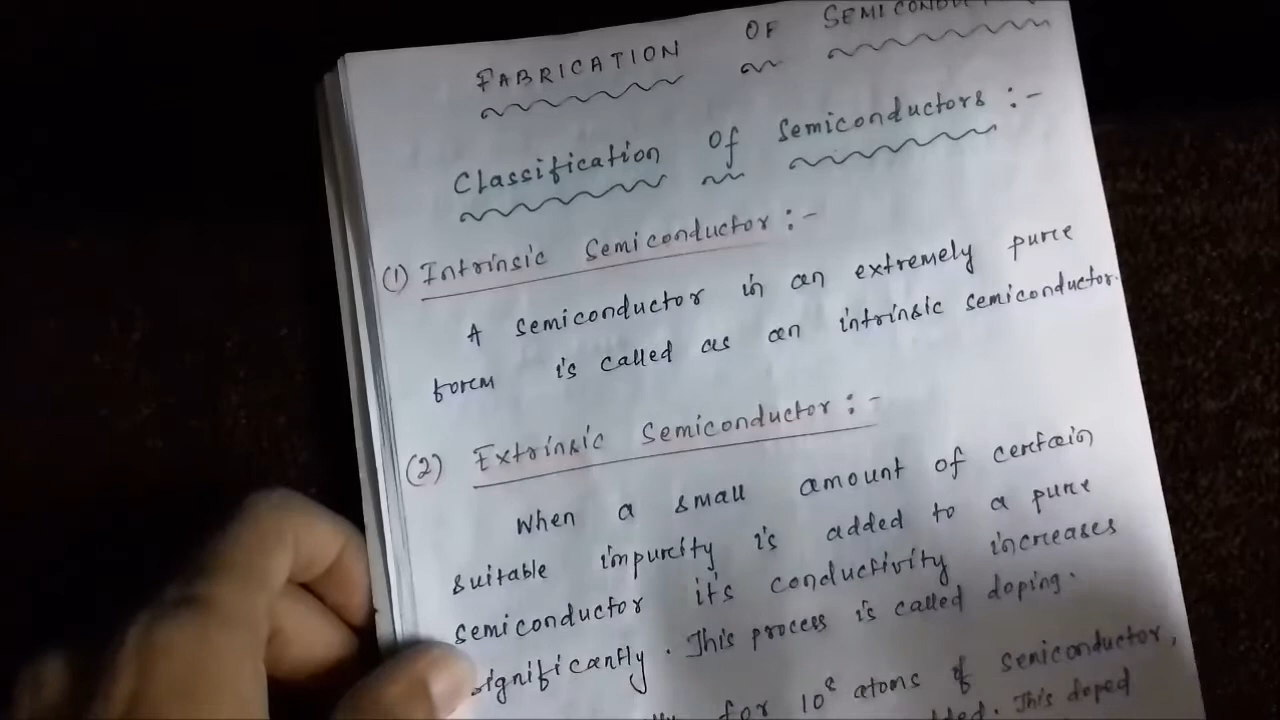 FABRICATION OF
Classification Of Semiconductors :-
(1) Intrinsic Semiconductor :-
A semiconductor in an extremely pure
form is called as an intrinsic semiconductor.
(2) Extrinsic Semiconductor :-
When a small amount of certain
suitable impurity is added to a pure
semiconductor it's conductivity increases
significantly. This process is called doping.
for 10⁸ atoms of semiconductor,
This doped